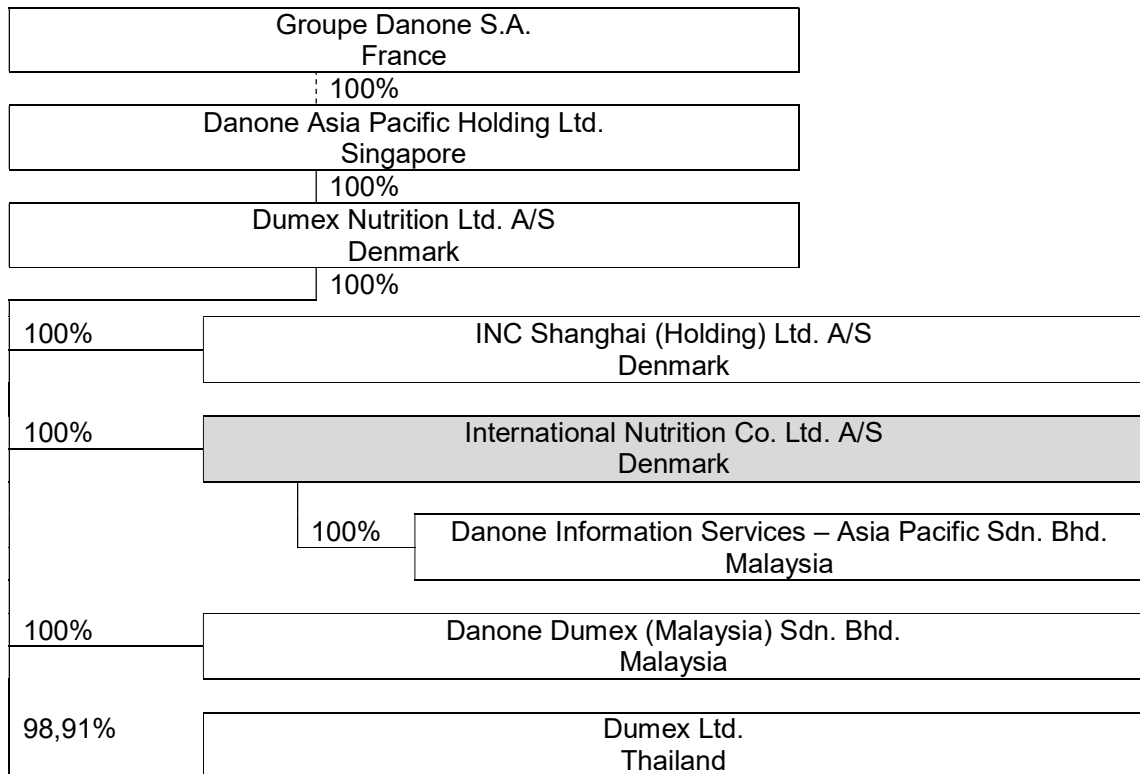 Groupe Danone S.A.
France
100%
Danone Asia Pacific Holding Ltd.
Singapore
100%
Dumex Nutrition Ltd. A/S
Denmark
100%
100%
INC Shanghai (Holding) Ltd. A/S
Denmark
100%
International Nutrition Co. Ltd. A/S
Denmark
100%
Danone Information Services – Asia Pacific Sdn. Bhd.
Malaysia
100%
Danone Dumex (Malaysia) Sdn. Bhd.
Malaysia
98,91%
Dumex Ltd.
Thailand